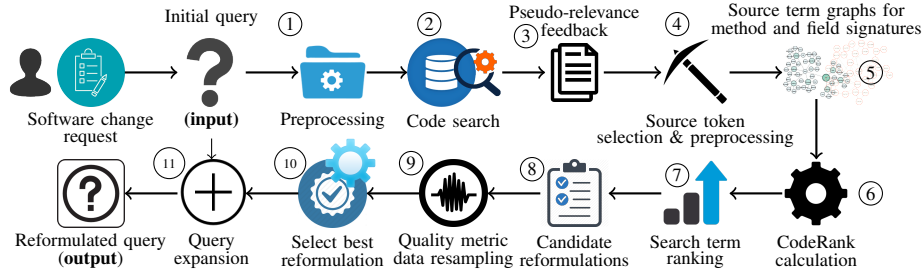 Initial query
①
②
Pseudo-relevance
feedback
③
④
Source term graphs for
method and field signatures
⑤
Software change
request
(input)
Preprocessing
Code search
Source token
selection & preprocessing
⑪
⑩
⑨
⑧
⑦
⑥
Reformulated query
(output)
Query
expansion
Select best
reformulation
Quality metric
data resampling
Candidate
reformulations
Search term
ranking
CodeRank
calculation